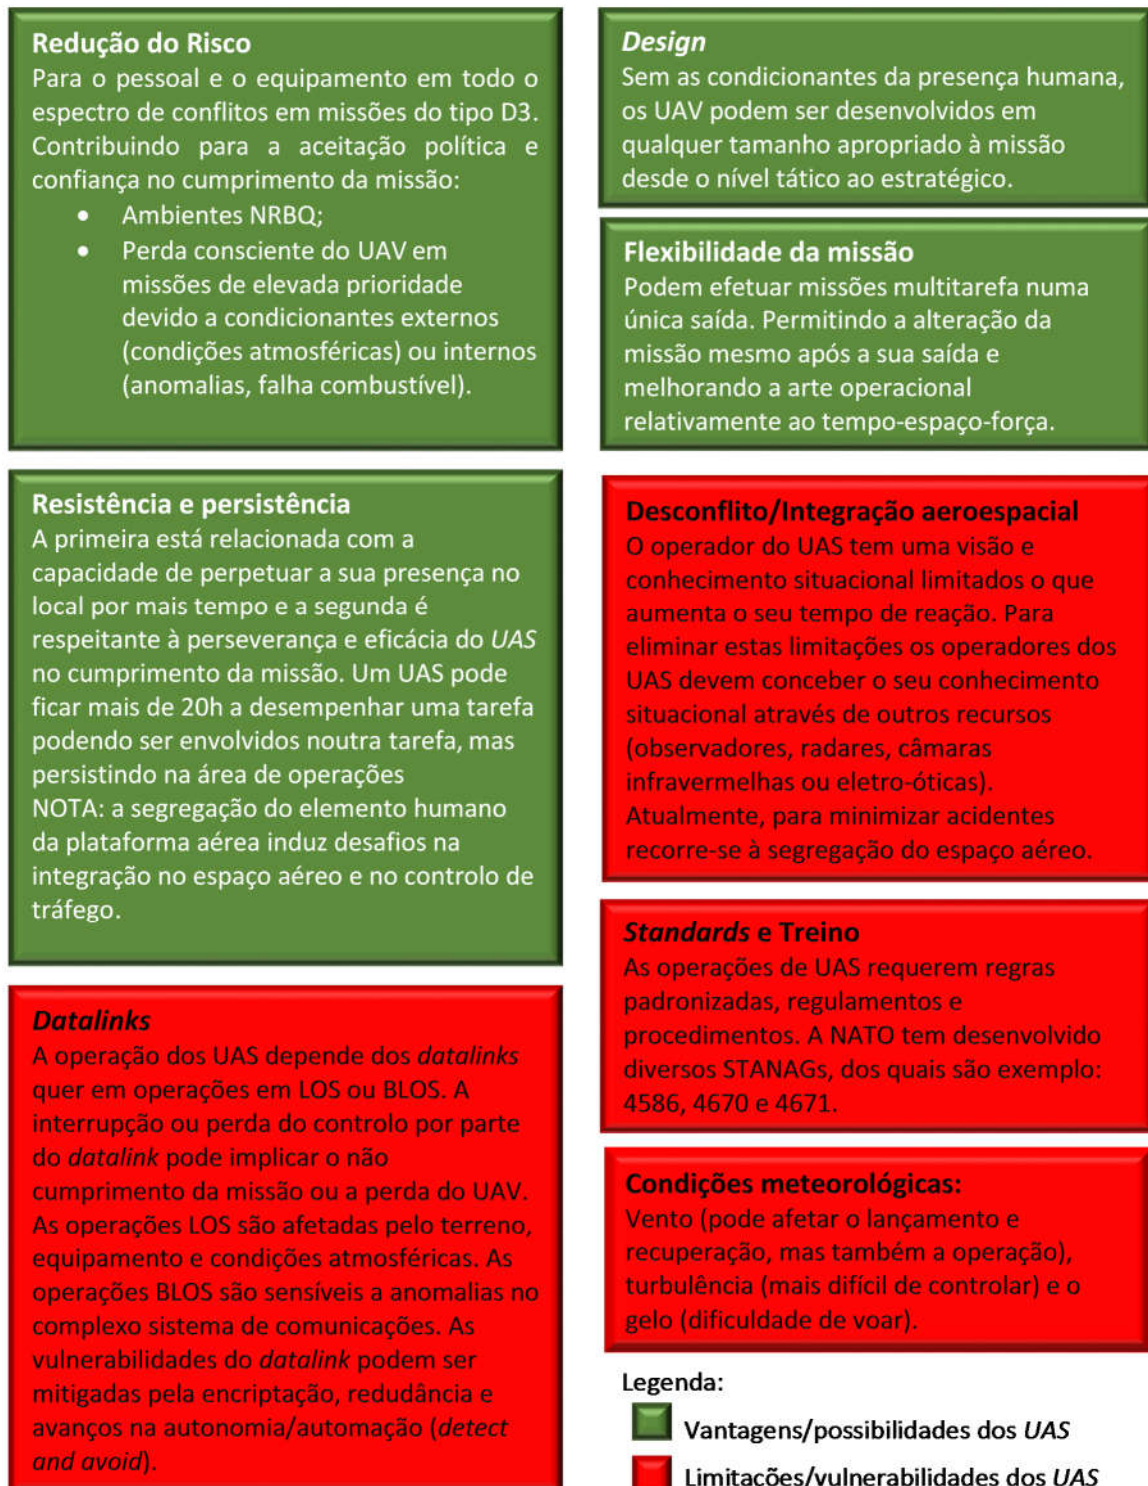 Redução do Risco
Para o pessoal e o equipamento em todo o
espectro de conflitos em missões do tipo D3.
Contribuindo para a aceitação política e
confiança no cumprimento da missão:
• Ambientes NRBQ;
• Perda consciente do UAV em
missões de elevada prioridade
devido a condicionantes externos
(condições atmosféricas) ou internos
(anomalias, falha combustível).
Resistência e persistência
A primeira está relacionada com a
capacidade de perpetuar a sua presença no
local por mais tempo e a segunda é
respeitante à perseverança e eficácia do UAS
no cumprimento da missão. Um UAS pode
ficar mais de 20h a desempenhar uma tarefa
podendo ser envolvidos noutra tarefa, mas
persistindo na área de operações
NOTA: a segregação do elemento humano
da plataforma aérea induz desafios na
integração no espaço aéreo e no controlo de
tráfego.
Datalinks
A operação dos UAS depende dos datalinks
quer em operações em LOS ou BLOS. A
interrupção ou perda do controlo por parte
do datalink pode implicar o não
cumprimento da missão ou a perda do UAV.
As operações LOS são afetadas pelo terreno,
equipamento e condições atmosféricas. As
operações BLOS são sensíveis a anomalias no
complexo sistema de comunicações. As
vulnerabilidades do datalink podem ser
mitigadas pela encriptação, redudância e
avanços na autonomia/automação (detect
and avoid).
Design
Sem as condicionantes da presença humana,
os UAV podem ser desenvolvidos em
qualquer tamanho apropriado à missão
desde o nível tático ao estratégico.
Flexibilidade da missão
Podem efetuar missões multitarefa numa
única saída. Permitindo a alteração da
missão mesmo após a sua saída e
melhorando a arte operacional
relativamente ao tempo-espaço-força.
Desconflito/Integração aeroespacial
O operador do UAS tem uma visão e
conhecimento situacional limitados o que
aumenta o seu tempo de reação. Para
eliminar estas limitações os operadores dos
UAS devem conceber o seu conhecimento
situacional através de outros recursos
(observadores, radares, câmaras
infravermelhas ou eletro-óticas).
Atualmente, para minimizar acidentes
recorre-se à segregação do espaço aéreo.
Standards e Treino
As operações de UAS requerem regras
padronizadas, regulamentos e
procedimentos. A NATO tem desenvolvido
diversos STANAGs, dos quais são exemplo:
4586, 4670 e 4671.
Condições meteorológicas:
Vento (pode afetar o lançamento e
recuperação, mas também a operação),
turbulência (mais difícil de controlar) e o
gelo (dificuldade de voar).
Legenda:
Vantagens/possibilidades dos UAS
Limitações/vulnerabilidades dos UAS